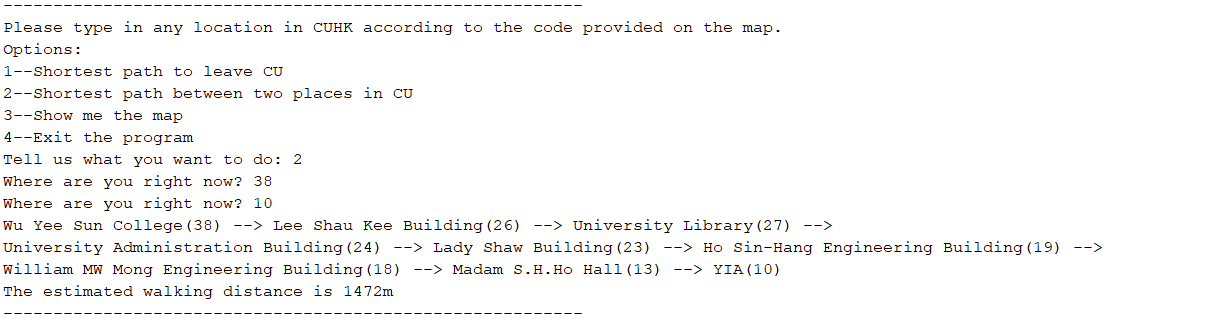 ----------------------------------------------------------
Please type in any location in CUHK according to the code provided on the map.
Options:
1--Shortest path to leave CU
2--Shortest path between two places in CU
3--Show me the map
4--Exit the program
Tell us what you want to do: 2
Where are you right now? 38
Where are you right now? 10
Wu Yee Sun College(38) --> Lee Shau Kee Building(26) --> University Library(27) -->
University Administration Building(24) --> Lady Shaw Building(23) --> Ho Sin-Hang Engineering Building(19) -->
William MW Mong Engineering Building(18) --> Madam S.H.Ho Hall(13) --> YIA(10)
The estimated walking distance is 1472m
----------------------------------------------------------